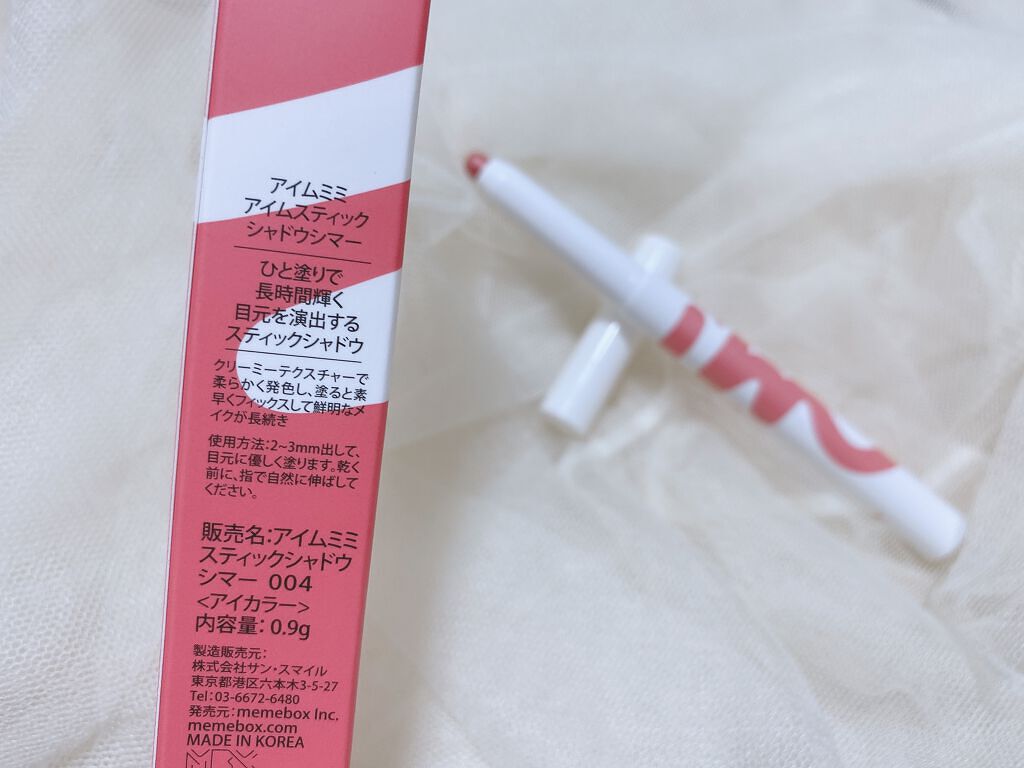 アイムミミ
アイムスティック
シャドウシマー
ひと塗りで
長時間輝く
目元を演出する
スティックシャドウ
クリーミーテクスチャーで
柔らかく発色し、塗ると素
早くフィックスして鮮明なメ
イクが長続き
使用方法:2~3mm出して、
目元に優しく塗ります。乾く
前に、指で自然に伸ばして
ください。
販売名:アイムミミ
スティックシャドウ
シマー 004
<アイカラー>
内容量: 0.9g
製造販売元:
株式会社サン・スマイル
東京都港区六本木3-5-27
Tel:03-6672-6480
発売元:memebox Inc.
memebox.com
MADE IN KOREA